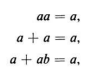 aa = a,
a + a = a,
a + ab = a,